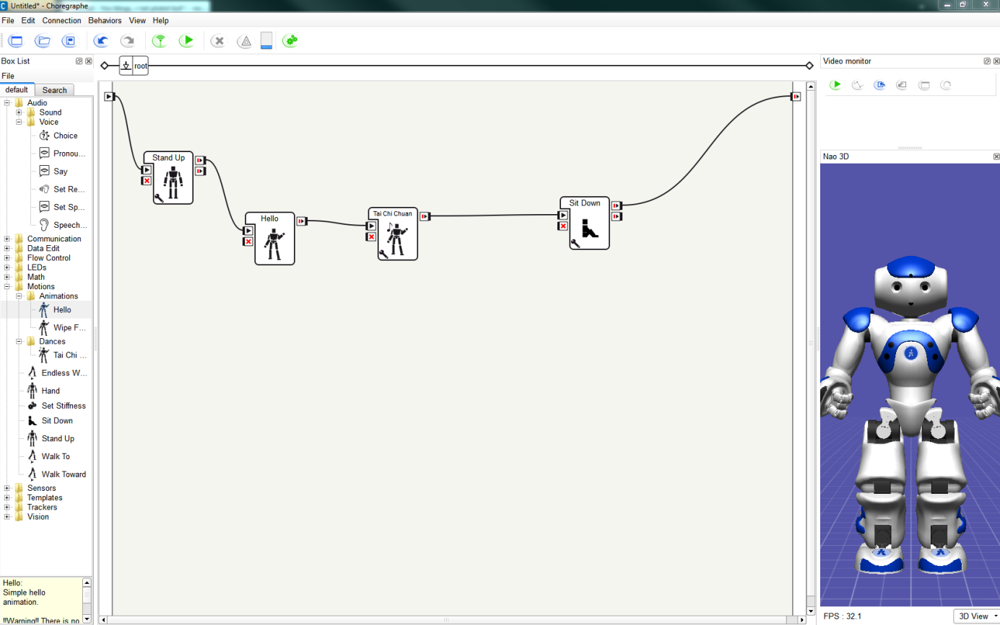 Untitled* - Choregraphe
File Edit Connection Behaviors View Help
Box List
File
default Search
Audio
Sound
Voice
Choice
Pronou...
Say
Set Re...
Set Sp...
Speech...
Communication
Data Edit
Flow Control
LEDs
Math
Motions
Animations
Hello
Wipe F...
Dances
Tai Chi ...
Endless W...
Hand
Set Stiffness
Sit Down
Stand Up
Walk To
Walk Toward
Sensors
Templates
Trackers
Vision
Hello:
Simple hello
animation.
!!Warning!! There is no
root
Stand Up
Hello
Tai Chi Chuan
Sit Down
Video monitor
Nao 3D
FPS : 32.1
3D View